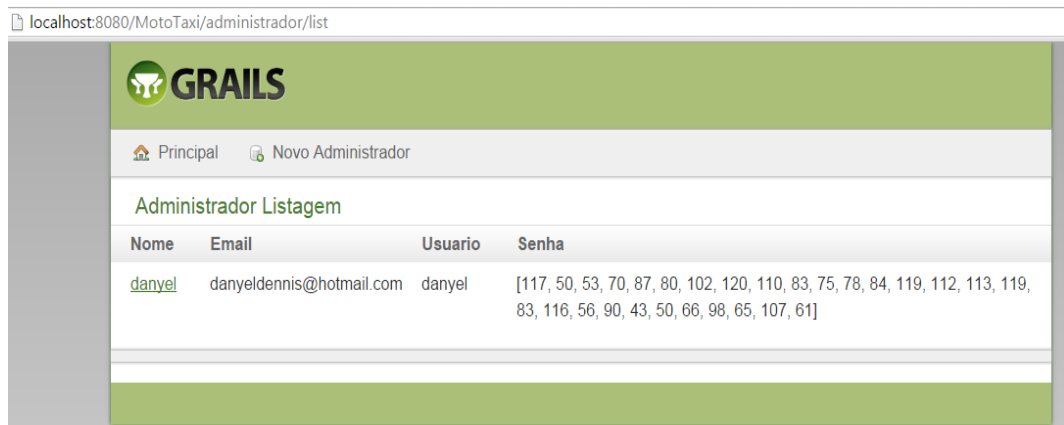 localhost:8080/MotoTaxi/administrador/list
GRAILS
Principal Novo Administrador
Administrador Listagem
Nome Email Usuario Senha
danyel danyeldennis@hotmail.com danyel [117, 50, 53, 70, 87, 80, 102, 120, 110, 83, 75, 78, 84, 119, 112, 113, 119,
83, 116, 56, 90, 43, 50, 66, 98, 65, 107, 61]